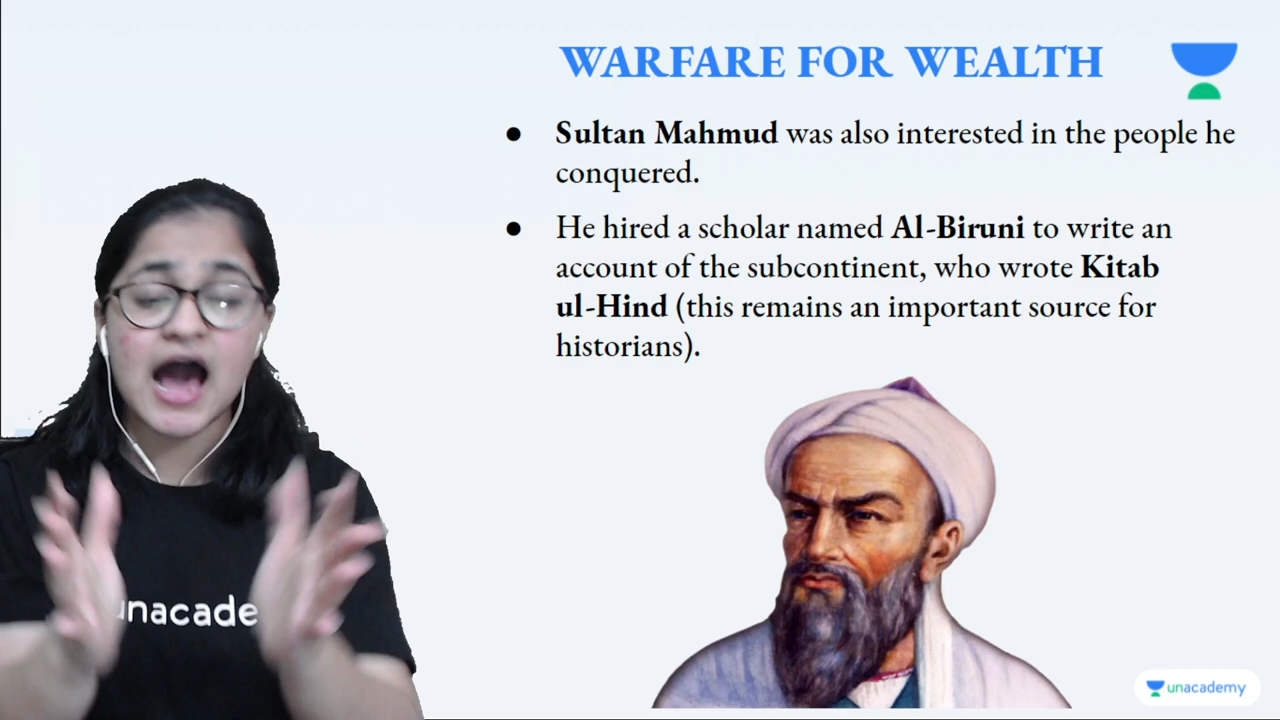 WARFARE FOR WEALTH
● Sultan Mahmud was also interested in the people he
conquered.
● He hired a scholar named Al-Biruni to write an
account of the subcontinent, who wrote Kitab
ul-Hind (this remains an important source for
historians).
unacade
unacademy